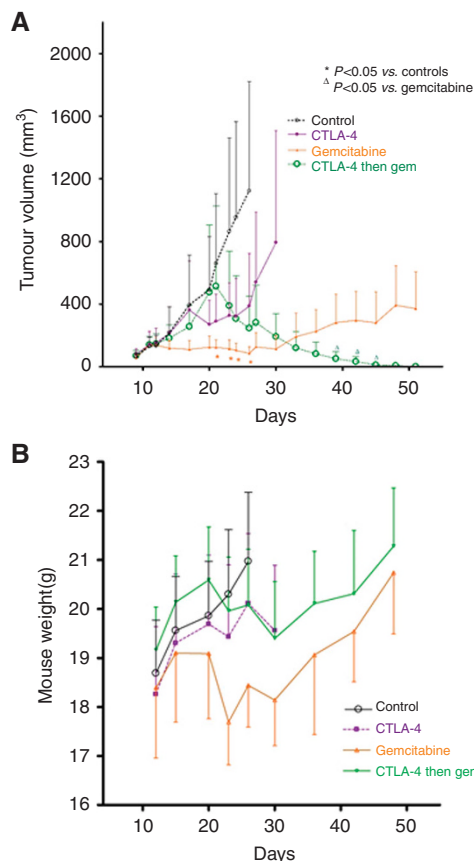 A
2000
1600
1200
800
400
0
Tumour volume (mm³)
* P<0.05 vs. controls
Δ P<0.05 vs. gemcitabine
Control
CTLA-4
Gemcitabine
CTLA-4 then gem
* * * *
Δ Δ Δ
10 20 30 40 50
Days
B
23
22
21
20
19
18
17
16
Mouse weight(g)
Control
CTLA-4
Gemcitabine
CTLA-4 then ger
10 20 30 40 50
Days